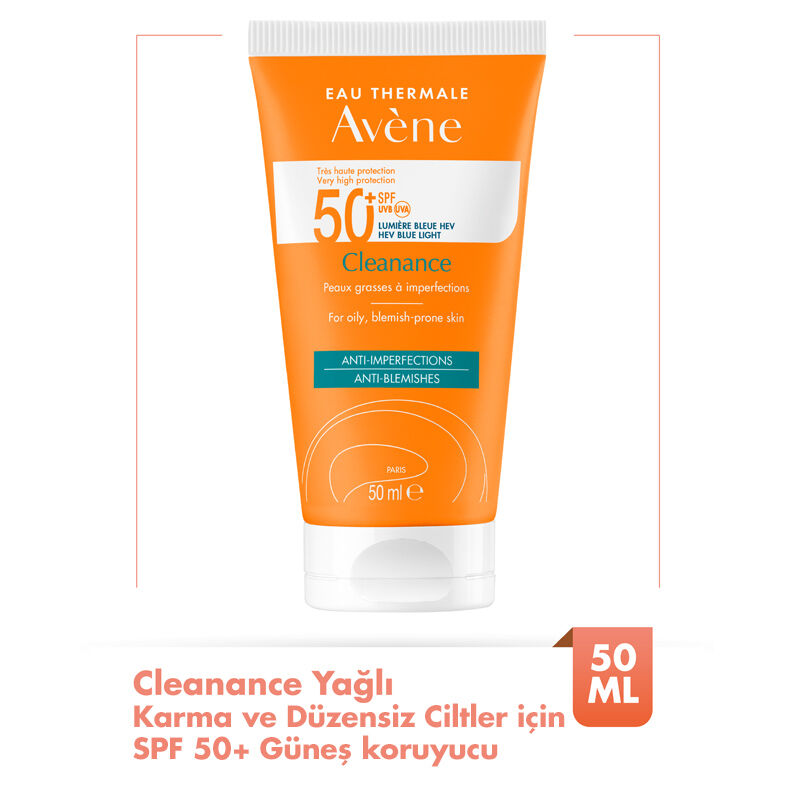 EAU THERMALE
Avène
Très haute protection
Very high protection
50+ SPF
UVB UVA
LUMIÈRE BLEUE HEV
HEV BLUE LIGHT
Cleanance
Peaux grasses à imperfections
For oily, blemish-prone skin
ANTI-IMPERFECTIONS
ANTI-BLEMISHES
PARIS
50 ml ℮
50
ML
Cleanance Yağlı
Karma ve Düzensiz Ciltler için
SPF 50+ Güneş koruyucu